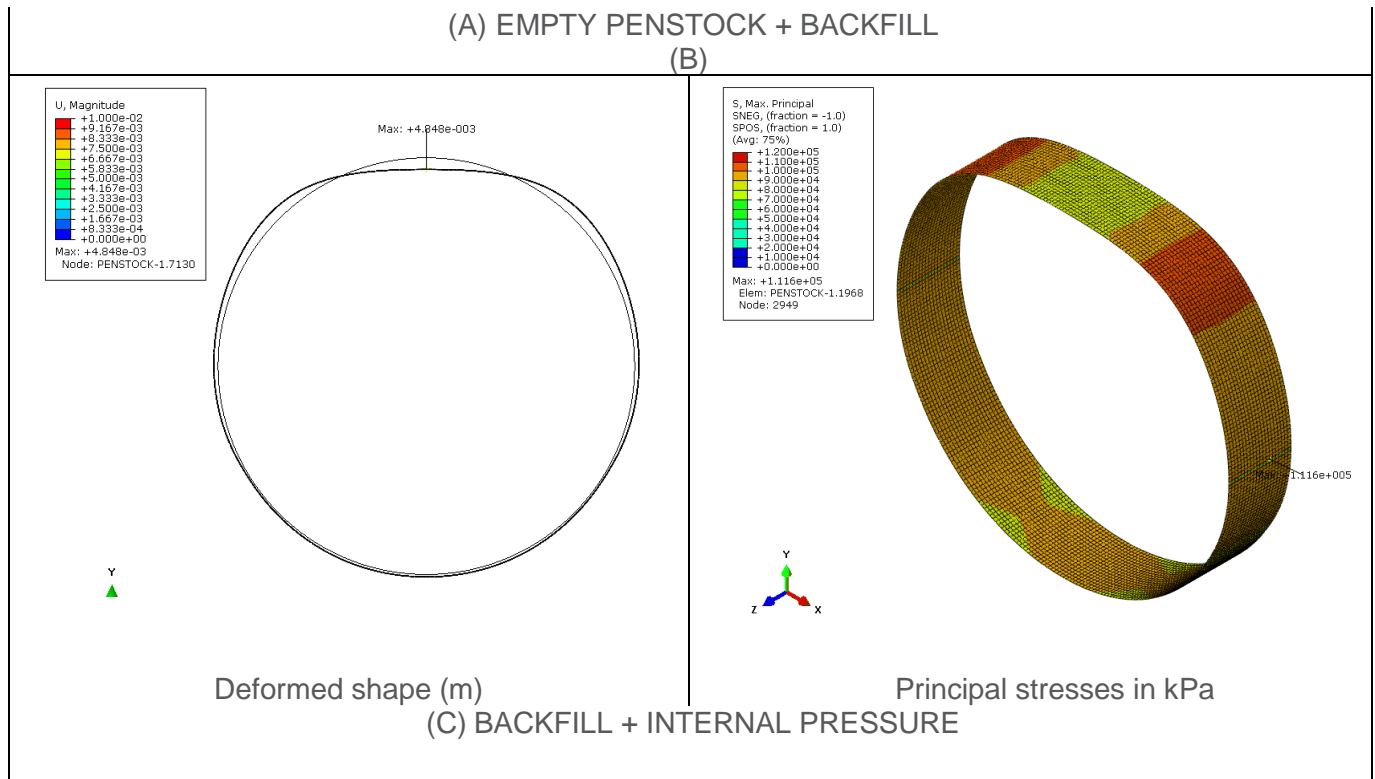 (A) EMPTY PENSTOCK + BACKFILL
(B)
U, Magnitude
+1.000e-02
+9.167e-03
+8.333e-03
+7.500e-03
+6.667e-03
+5.833e-03
+5.000e-03
+4.167e-03
+3.333e-03
+2.500e-03
+1.667e-03
+8.333e-04
+0.000e+00
Max: +4.848e-03
Node: PENSTOCK-1.7130
Max: +4.848e-003
Y
Deformed shape (m)
S, Max. Principal
SNEG, (fraction = -1.0)
SPOS, (fraction = 1.0)
(Avg: 75%)
+1.200e+05
+1.100e+05
+1.000e+05
+9.000e+04
+8.000e+04
+7.000e+04
+6.000e+04
+5.000e+04
+4.000e+04
+3.000e+04
+2.000e+04
+1.000e+04
+0.000e+00
Max: +1.116e+05
Elem: PENSTOCK-1.1968
Node: 2949
Max: +1.116e+005
Y
Z
X
Principal stresses in kPa
(C) BACKFILL + INTERNAL PRESSURE